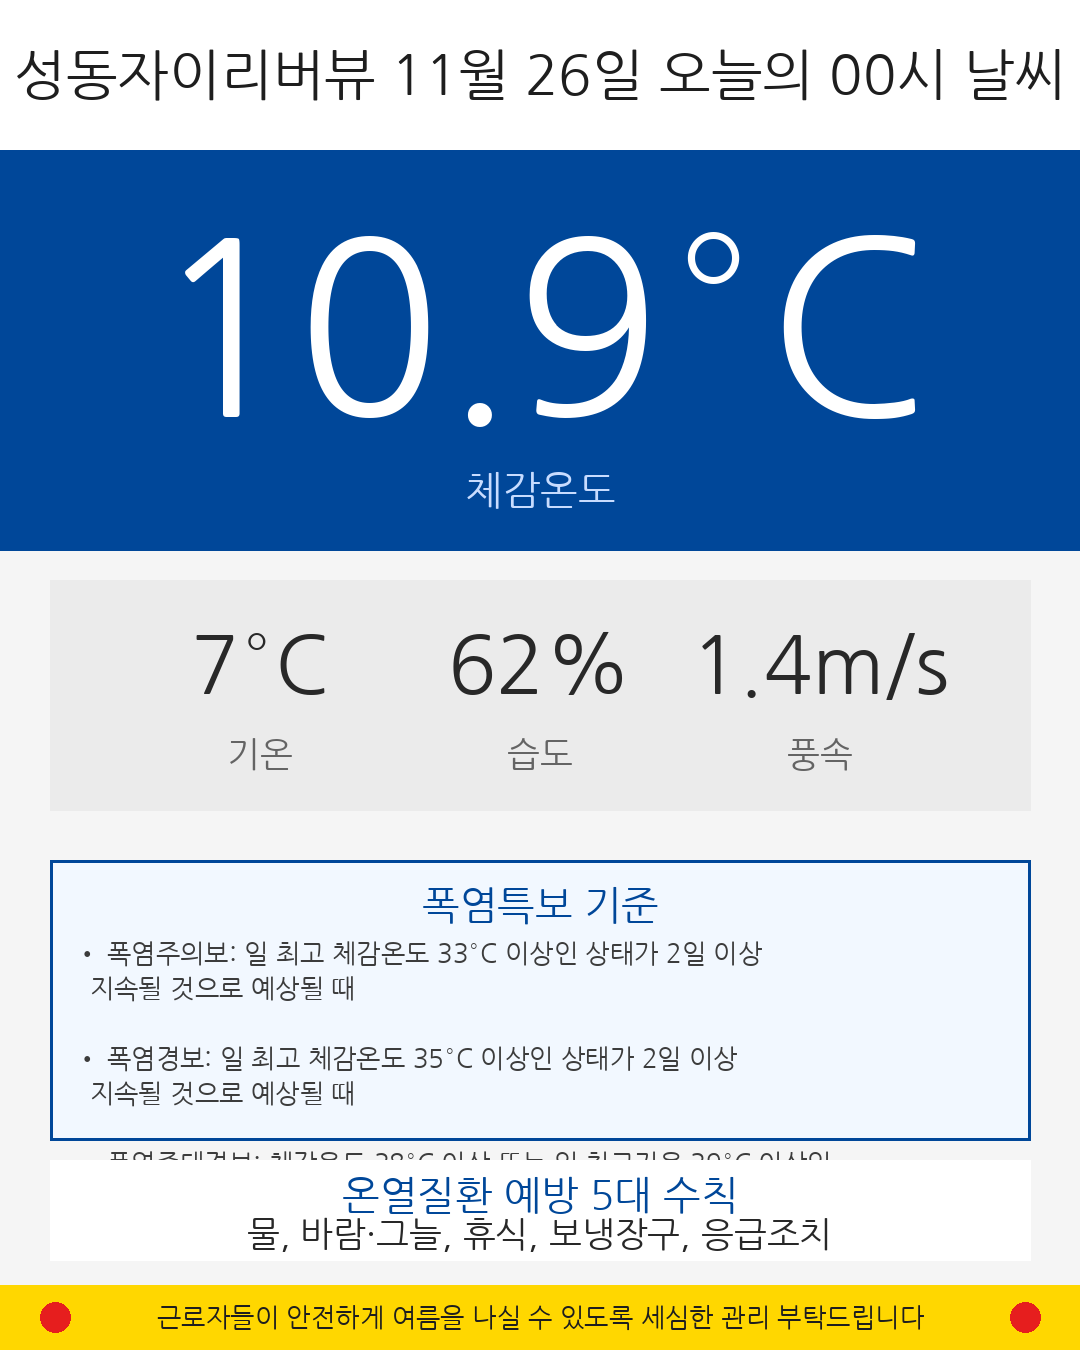 성동자이리버뷰 11월 26일 오늘의 00시 날씨
10.9°C
체감온도
7°C 62% 1.4m/s
기온 습도 풍속
폭염특보 기준
• 폭염주의보: 일 최고 체감온도 33°C 이상인 상태가 2일 이상
지속될 것으로 예상될 때
• 폭염경보: 일 최고 체감온도 35°C 이상인 상태가 2일 이상
지속될 것으로 예상될 때
온열질환 예방 5대 수칙
물, 바람·그늘, 휴식, 보냉장구, 응급조치
근로자들이 안전하게 여름을 나실 수 있도록 세심한 관리 부탁드립니다